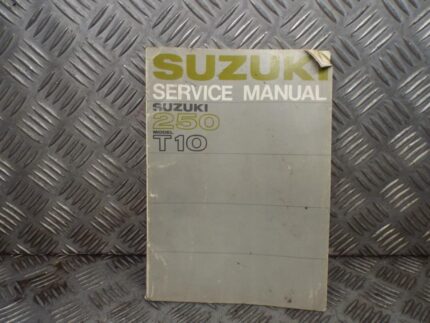 SUZUKI
SERVICE MANUAL
SUZUKI
250
MODEL
T10